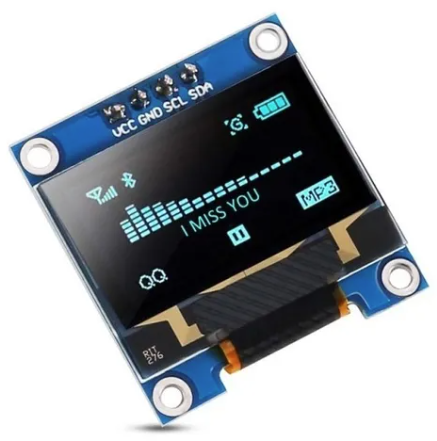 VCC GND SCL SDA
G
I MISS YOU
MP3
QQ
RIT
276